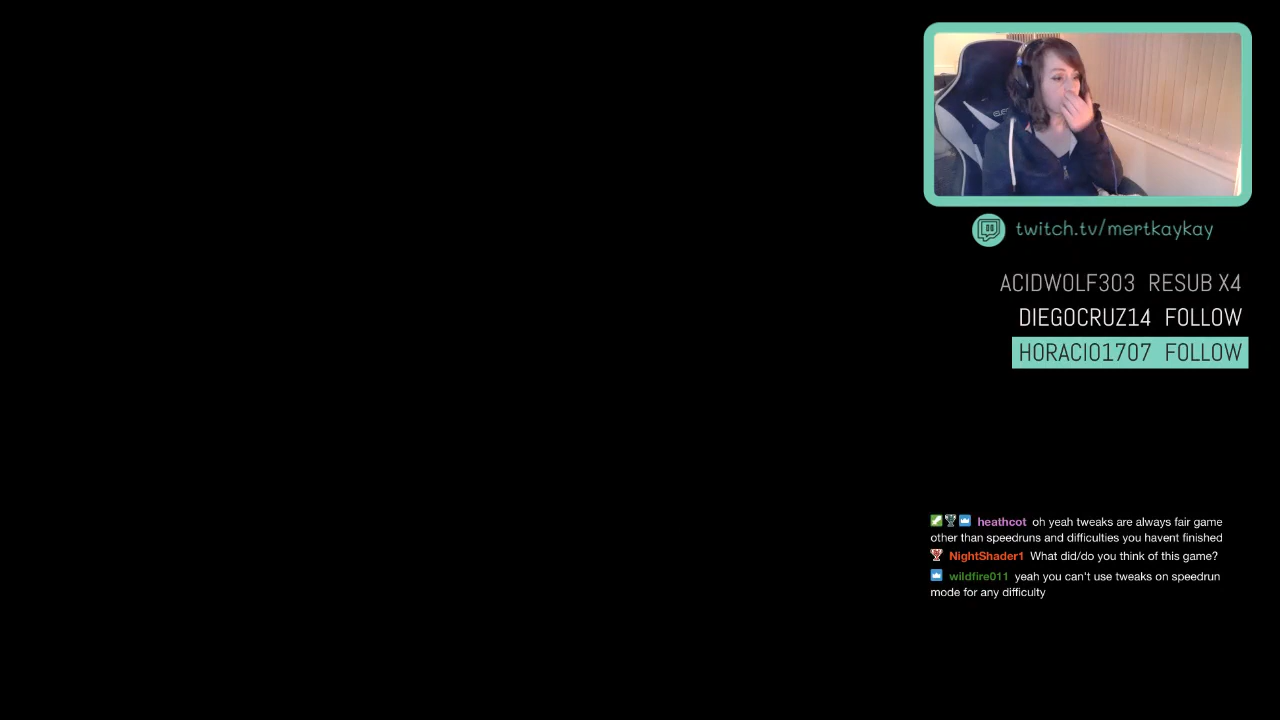 twitch.tv/mertkaykay
ACIDWOLF303 RESUB X4
DIEGOCRUZ14 FOLLOW
HORACIO1707 FOLLOW
heathcot oh yeah tweaks are always fair game
other than speedruns and difficulties you havent finished
NightShader1 What did/do you think of this game?
wildfire011 yeah you can't use tweaks on speedrun
mode for any difficulty